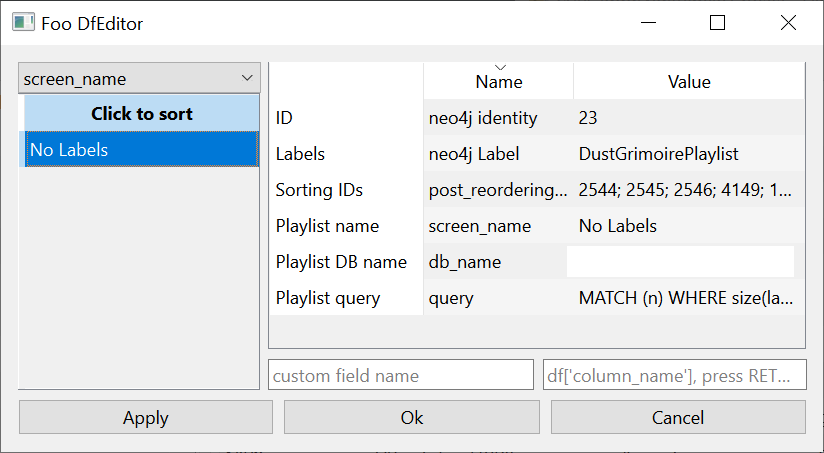 Foo DfEditor
screen_name
Click to sort
No Labels
Name Value
ID neo4j identity 23
Labels neo4j Label DustGrimoirePlaylist
Sorting IDs post_reordering... 2544; 2545; 2546; 4149; 1...
Playlist name screen_name No Labels
Playlist DB name db_name
Playlist query query MATCH (n) WHERE size(la...
custom field name df['column_name'], press RET...
Apply Ok Cancel